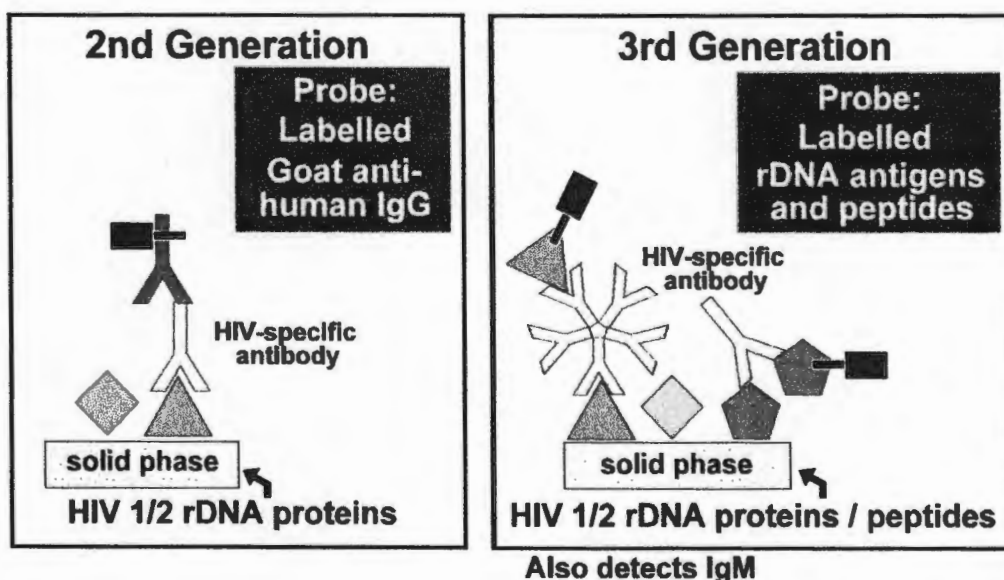 2nd Generation
Probe:
Labelled
Goat anti-
human IgG
HIV-specific
antibody
solid phase
HIV 1/2 rDNA proteins
3rd Generation
Probe:
Labelled
rDNA antigens
and peptides
HIV-specific
antibody
solid phase
HIV 1/2 rDNA proteins / peptides
Also detects IgM